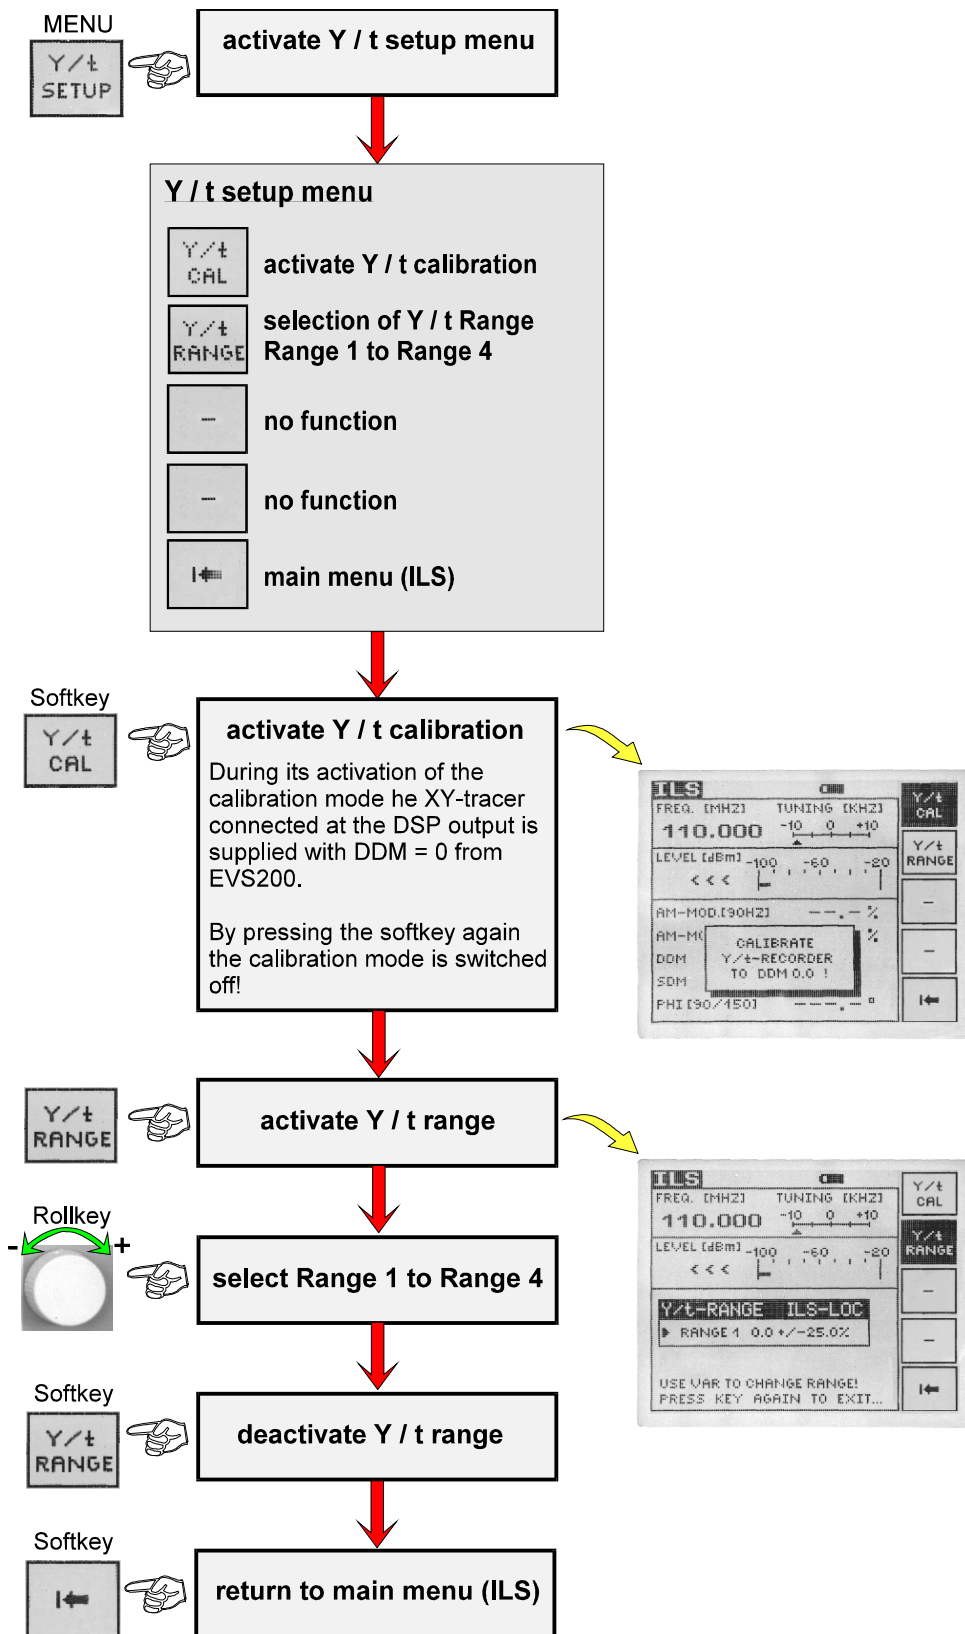 MENU
Y/t
SETUP
activate Y / t setup menu
Y / t setup menu
Y/t
CAL
activate Y / t calibration
Y/t
RANGE
selection of Y / t Range
Range 1 to Range 4
–
no function
–
no function
main menu (ILS)
Softkey
Y/t
CAL
activate Y / t calibration
During its activation of the
calibration mode he XY-tracer
connected at the DSP output is
supplied with DDM = 0 from
EVS200.
By pressing the softkey again
the calibration mode is switched
off!
ILS
FREQ. [MHZ] TUNING [KHZ]
110.000 -10 0 +10
LEVEL [dBm] -100 -60 -20
< < <
AM-MOD.[90HZ] --.- %
AM-M( %
DDM
SDM
PHI [90/150] ---.- °
CALIBRATE
Y/t-RECORDER
TO DDM 0.0 !
Y/t
CAL
Y/t
RANGE
–
–
Y/t
RANGE
activate Y / t range
Rollkey
- +
select Range 1 to Range 4
ILS
FREQ. [MHZ] TUNING [KHZ]
110.000 -10 0 +10
LEVEL [dBm] -100 -60 -20
< < <
Y/t-RANGE ILS-LOC
RANGE 1 0.0 +/-25.0%
USE VAR TO CHANGE RANGE!
PRESS KEY AGAIN TO EXIT...
Y/t
CAL
Y/t
RANGE
–
–
Softkey
Y/t
RANGE
deactivate Y / t range
Softkey
return to main menu (ILS)